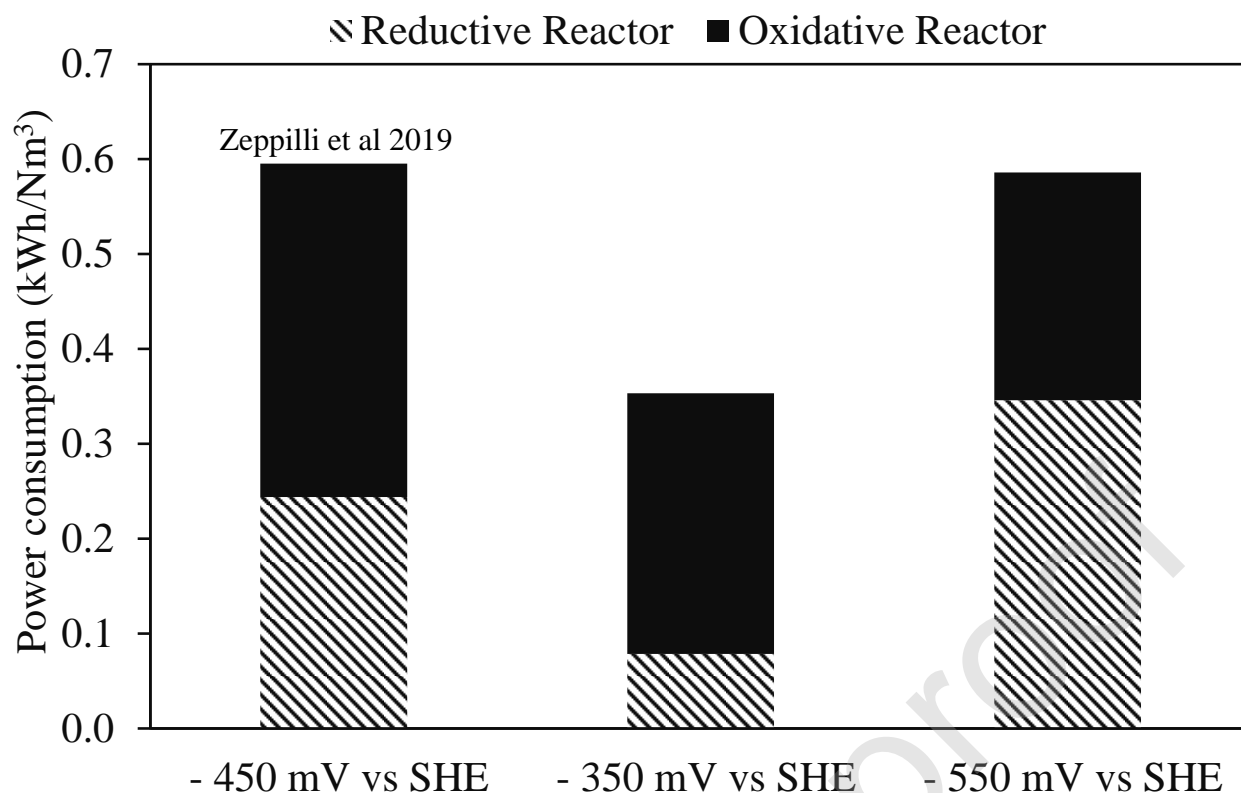 Reductive Reactor Oxidative Reactor
Power consumption (kWh/Nm³)
0.7
0.6
0.5
0.4
0.3
0.2
0.1
0.0
Zeppilli et al 2019
- 450 mV vs SHE - 350 mV vs SHE - 550 mV vs SHE